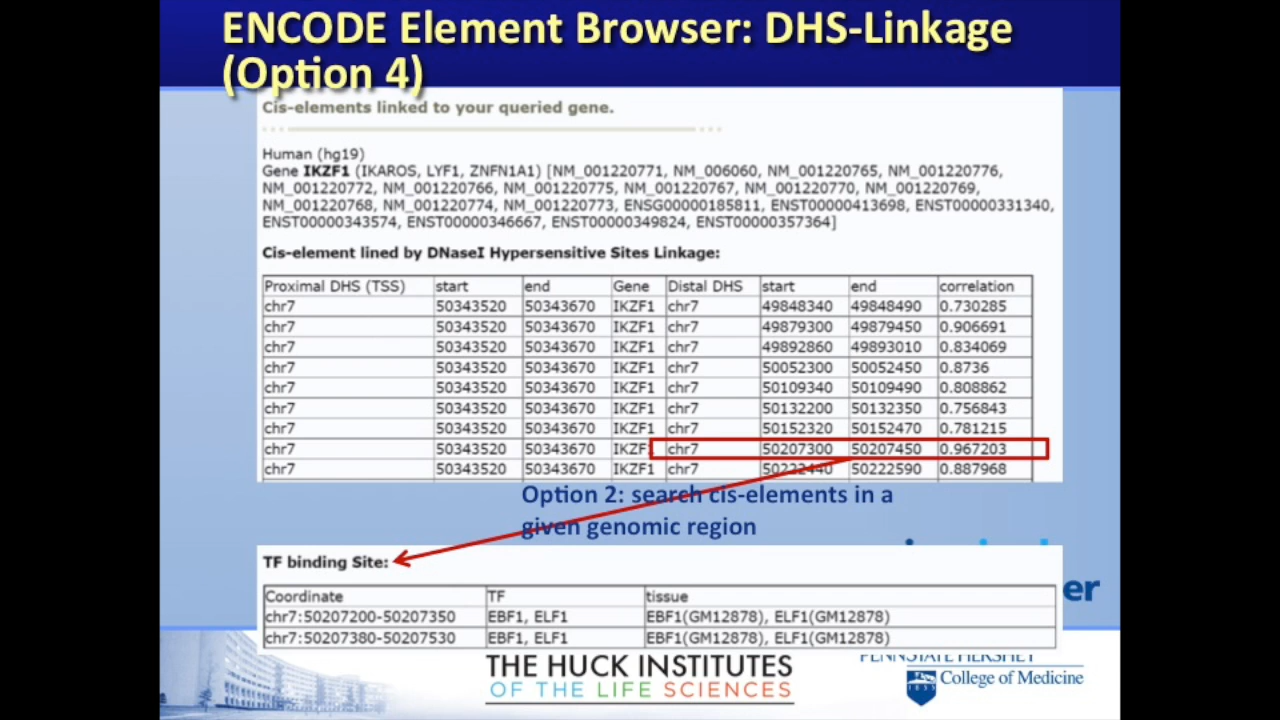 ENCODE Element Browser: DHS-Linkage
(Option 4)
Cis-elements linked to your queried gene.
Human (hg19)
Gene IKZF1 (IKAROS, LYF1, ZNFN1A1) [NM_001220771, NM_006060, NM_001220765, NM_001220776,
NM_001220772, NM_001220766, NM_001220775, NM_001220767, NM_001220770, NM_001220769,
NM_001220768, NM_001220774, NM_001220773, ENSG00000185811, ENST00000413698, ENST00000331340,
ENST00000343574, ENST00000346667, ENST00000349824, ENST00000357364]
Cis-element lined by DNaseI Hypersensitive Sites Linkage:
Proximal DHS (TSS) start end Gene Distal DHS start end correlation
chr7 50343520 50343670 IKZF1 chr7 49848340 49848490 0.730285
chr7 50343520 50343670 IKZF1 chr7 49879300 49879450 0.906691
chr7 50343520 50343670 IKZF1 chr7 49892860 49893010 0.834069
chr7 50343520 50343670 IKZF1 chr7 50052300 50052450 0.8736
chr7 50343520 50343670 IKZF1 chr7 50109340 50109490 0.808862
chr7 50343520 50343670 IKZF1 chr7 50132200 50132350 0.756843
chr7 50343520 50343670 IKZF1 chr7 50152320 50152470 0.781215
chr7 50343520 50343670 IKZF1 chr7 50207300 50207450 0.967203
chr7 50343520 50343670 IKZF1 chr7 50222440 50222590 0.887968
Option 2: search cis-elements in a
given genomic region
TF binding Site:
Coordinate TF tissue
chr7:50207200-50207350 EBF1, ELF1 EBF1(GM12878), ELF1(GM12878)
chr7:50207380-50207530 EBF1, ELF1 EBF1(GM12878), ELF1(GM12878)
er
THE HUCK INSTITUTES
OF THE LIFE SCIENCES
PENNSTATE HERSHEY
College of Medicine